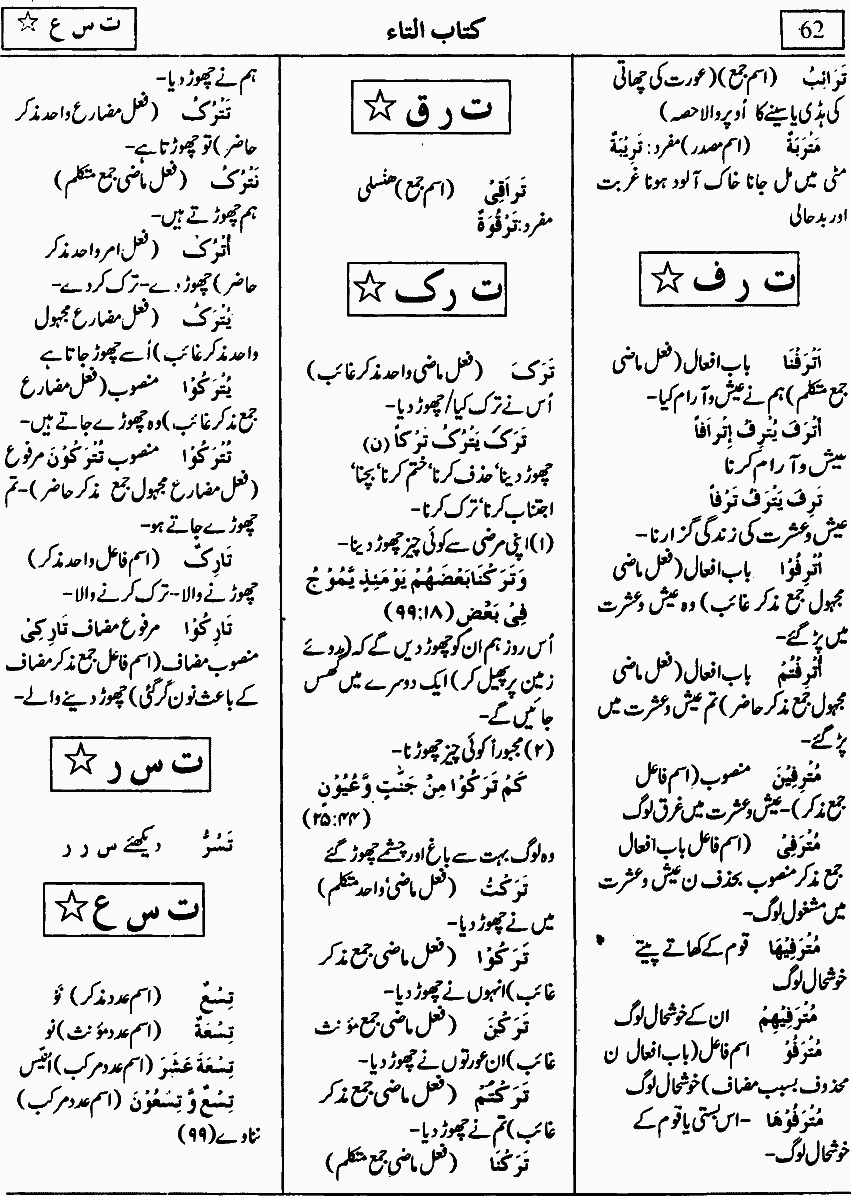 62
کتاب التاء
ت س ع ☆
تَرَائِبُ (اسم جمع)(عورت کی چھاتی
کی ہڈی یا سینے کا اُوپر والا حصہ)
مَتْرَبَةٌ (اسم مصدر) مفرد: تَرِیْبَةٌ
مٹی میں مل جانا خاک آلود ہونا غربت
اور بدحالی
ت ر ف ☆
اَتْرَفْنَا باب افعال (فعل ماضی
جمع متکلم) ہم نے عیش و آرام کیا-
اُتْرِفَ یُتْرِفُ اِتْرَافاً
عیش و آرام کرنا
تَرِفَ یَتْرَفُ تَرْفاً
عیش و عشرت کی زندگی گزارنا-
اُتْرِفُوْا باب افعال (فعل ماضی
مجہول جمع مذکر غائب) وہ عیش و عشرت
میں پڑ گئے-
اُتْرِفْتُمْ باب افعال (فعل ماضی
مجہول جمع مذکر حاضر) تم عیش و عشرت میں
پڑ گئے-
مُتْرَفِیْنَ منصوب (اسم فاعل
جمع مذکر)-عیش و عشرت میں غرق لوگ
مُتْرَفِیْ (اسم فاعل باب افعال
جمع مذکر منصوب بحذف ن عیش و عشرت
میں مشغول لوگ-
مُتْرَفِیْهَا قوم کے کھاتے پیتے
خوشحال لوگ
مُتْرَفِیْهِمْ ان کے خوشحال لوگ
مُتْرَفُوْ اسم فاعل (باب افعال ن
محذوف بسبب مضاف) خوشحال لوگ
مُتْرَفُوْهَا -اس بستی یا قوم کے
خوشحال لوگ-
ت ر ق ☆
تَرَاقِیْ (اسم جمع) ہنسلی
مفرد: تَرْقُوَةٌ
ت ر ک ☆
تَرَکَ (فعل ماضی واحد مذکر غائب)
اُس نے ترک کیا/چھوڑ دیا-
تَرَکَ یَتْرُکُ تَرْکاً (ن)
چھوڑ دینا‘ حذف کرنا‘ ختم کرنا‘ بچنا‘
اجتناب کرنا‘ ترک کرنا-
(۱) اپنی مرضی سے کوئی چیز چھوڑ دینا-
وَتَرَکْنَا بَعْضَهُمْ یَوْمَئِذٍ یَّمُوْجُ
فِیْ بَعْضٍ (۹۹:۱۸)
اُس روز ہم ان کو چھوڑ دیں گے کہ (روئے
زمین پر پھیل کر) ایک دوسرے میں گھس
جائیں گے-
(۲) مجبوراً کوئی چیز چھوڑنا-
کَمْ تَرَکُوْا مِنْ جَنّٰتٍ وَّعُیُوْنٍ
(۲۵:۴۴)
وہ لوگ بہت سے باغ اور چشمے چھوڑ گئے
تَرَکْتُ (فعل ماضی‘ واحد متکلم)
میں نے چھوڑ دیا-
تَرَکُوْا (فعل ماضی جمع مذکر
غائب) انہوں نے چھوڑ دیا-
تَرَکْنَ (فعل ماضی جمع مؤنث
غائب) ان عورتوں نے چھوڑ دیا-
تَرَکْتُمْ (فعل ماضی جمع مذکر
غائب) تم نے چھوڑ دیا-
تَرَکْنَا (فعل ماضی جمع متکلم)
ہم نے چھوڑ دیا-
تَتْرُکُ (فعل مضارع واحد مذکر
حاضر) تو چھوڑتا ہے-
نَتْرُکُ (فعل ماضی جمع متکلم)
ہم چھوڑتے ہیں-
اُتْرُکْ (فعل امر واحد مذکر
حاضر) چھوڑ دے-ترک کر دے-
یُتْرَکُ (فعل مضارع مجہول
واحد مذکر غائب) اُسے چھوڑ جاتا ہے
یُتْرَکُوْا منصوب (فعل مضارع
جمع مذکر غائب) وہ چھوڑے جاتے ہیں-
تُتْرَکُوْا منصوب تُتْرَکُوْنَ مرفوع
(فعل مضارع مجہول جمع مذکر حاضر)-تم
چھوڑے جاتے ہو-
تَارِکٌ (اسم فاعل واحد مذکر)
چھوڑنے والا--ترک کرنے والا-
تَارِکُوْا مرفوع مضاف تَارِکِیْ
منصوب مضاف (اسم فاعل جمع مذکر مضاف
کے باعث نون گر گئی) چھوڑ دینے والے-
ت س ر ☆
تَسُرُّ دیکھئے س ر ر
ت س ع ☆
تِسْعٌ (اسم عدد مذکر) نَو
تِسْعَةٌ (اسم عدد مؤنث) نو
تِسْعَةَ عَشَرَ (اسم عدد مرکب) انیس
تِسْعٌ وَّ تِسْعُوْنَ (اسم عدد مرکب)
ننانوے (۹۹)